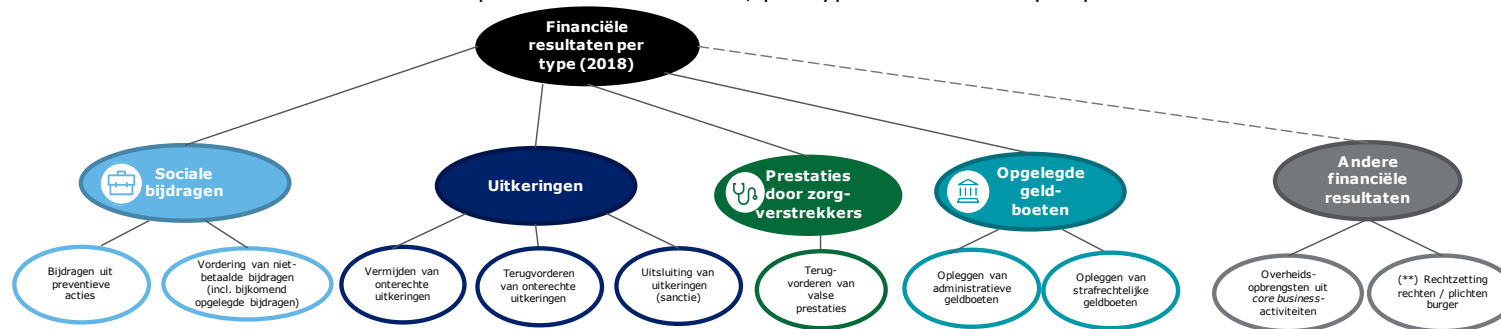 Financiële
resultaten per
type (2018)
Sociale
bijdragen
Uitkeringen
Prestaties
door zorg-
verstrekkers
Opgelegde
geld-
boeten
Andere
financiële
resultaten
Bijdragen uit
preventieve
acties
Vordering van niet-
betaalde bijdragen
(incl. bijkomend
opgelegde bijdragen)
Vermijden van
onterechte
uitkeringen
Terugvorderen
van onterechte
uitkeringen
Uitsluiting van
uitkeringen
(sanctie)
Terug-
vorderen van
valse
prestaties
Opleggen van
administratieve
geldboeten
Opleggen van
strafrechtelijke
geldboeten
Overheids-
opbrengsten uit
core business-
activiteiten
(**) Rechtzetting
rechten / plichten
burger